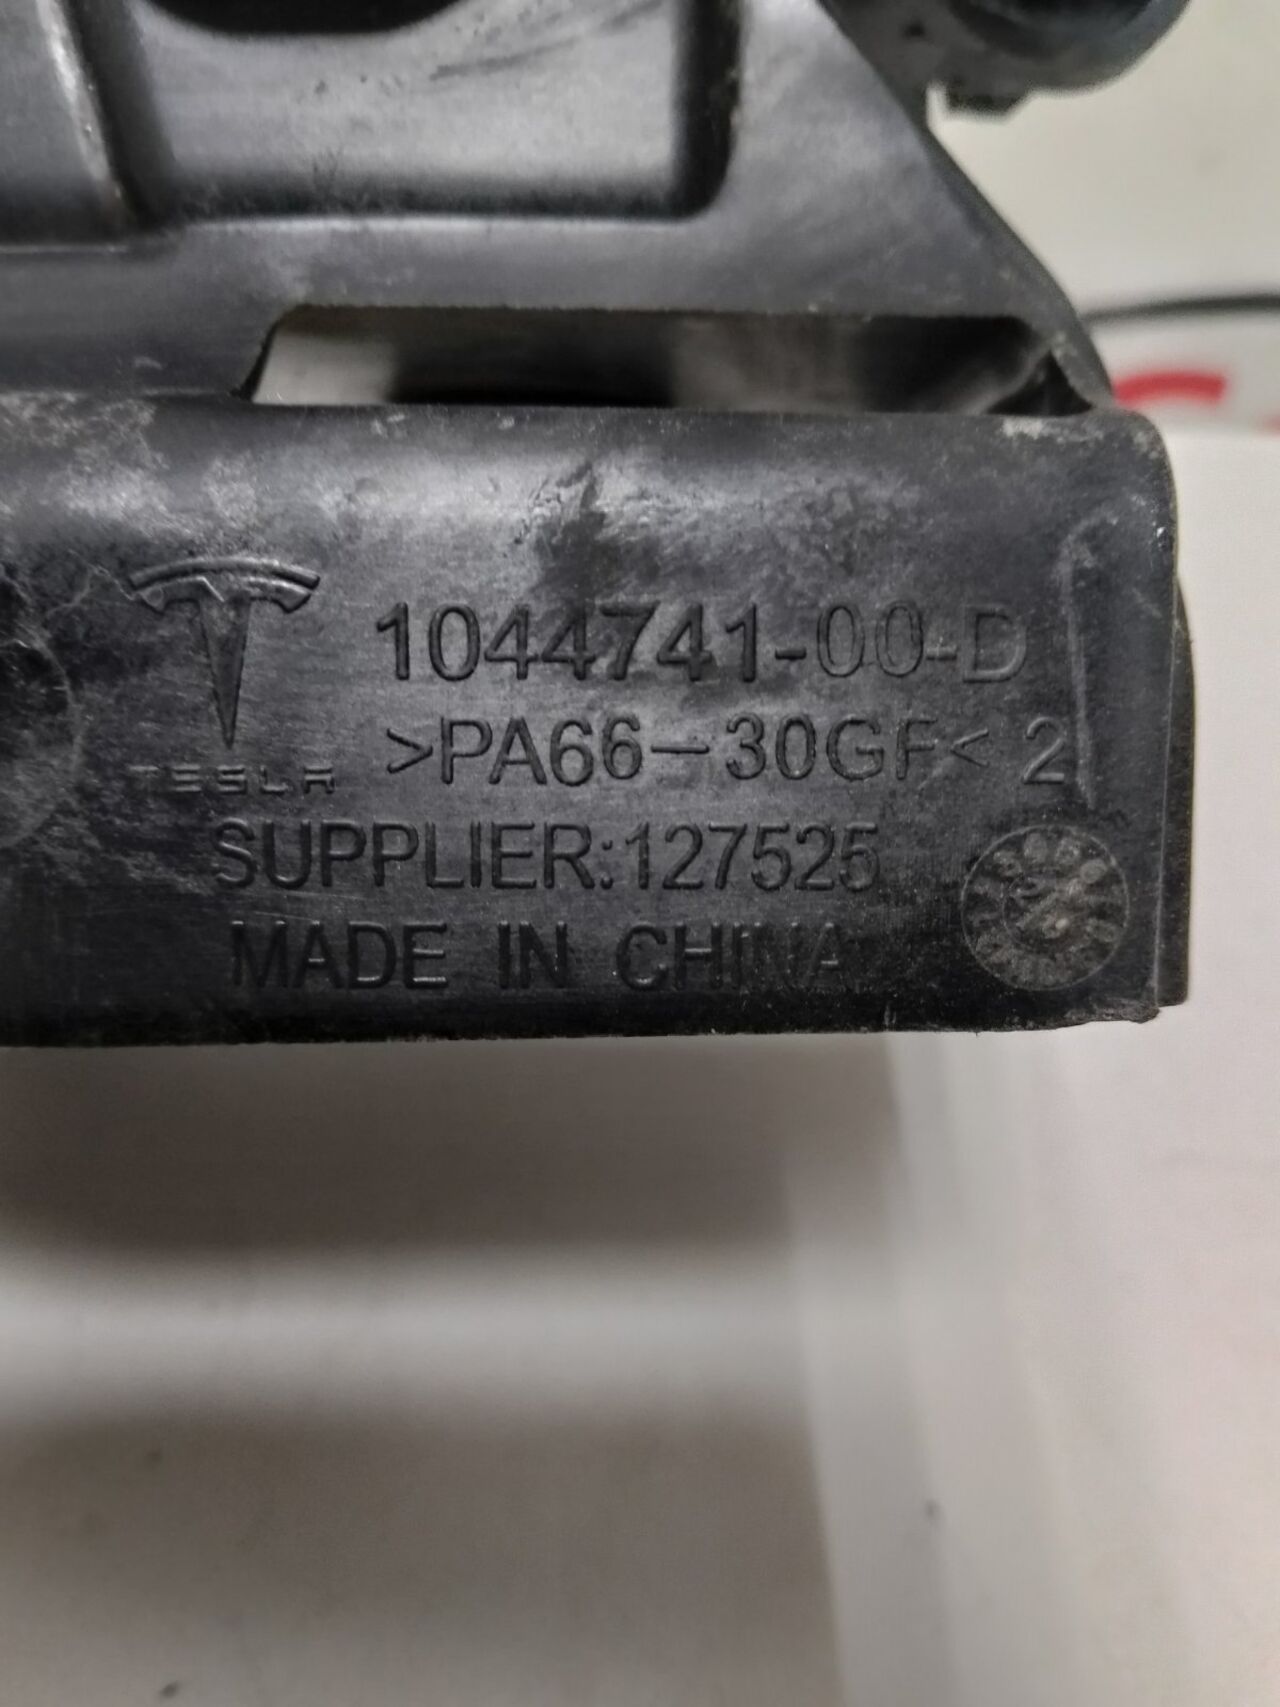 1044741-00-D
>PA66-30GF< 2
TESLA
SUPPLIER:127525
MADE IN CHINA